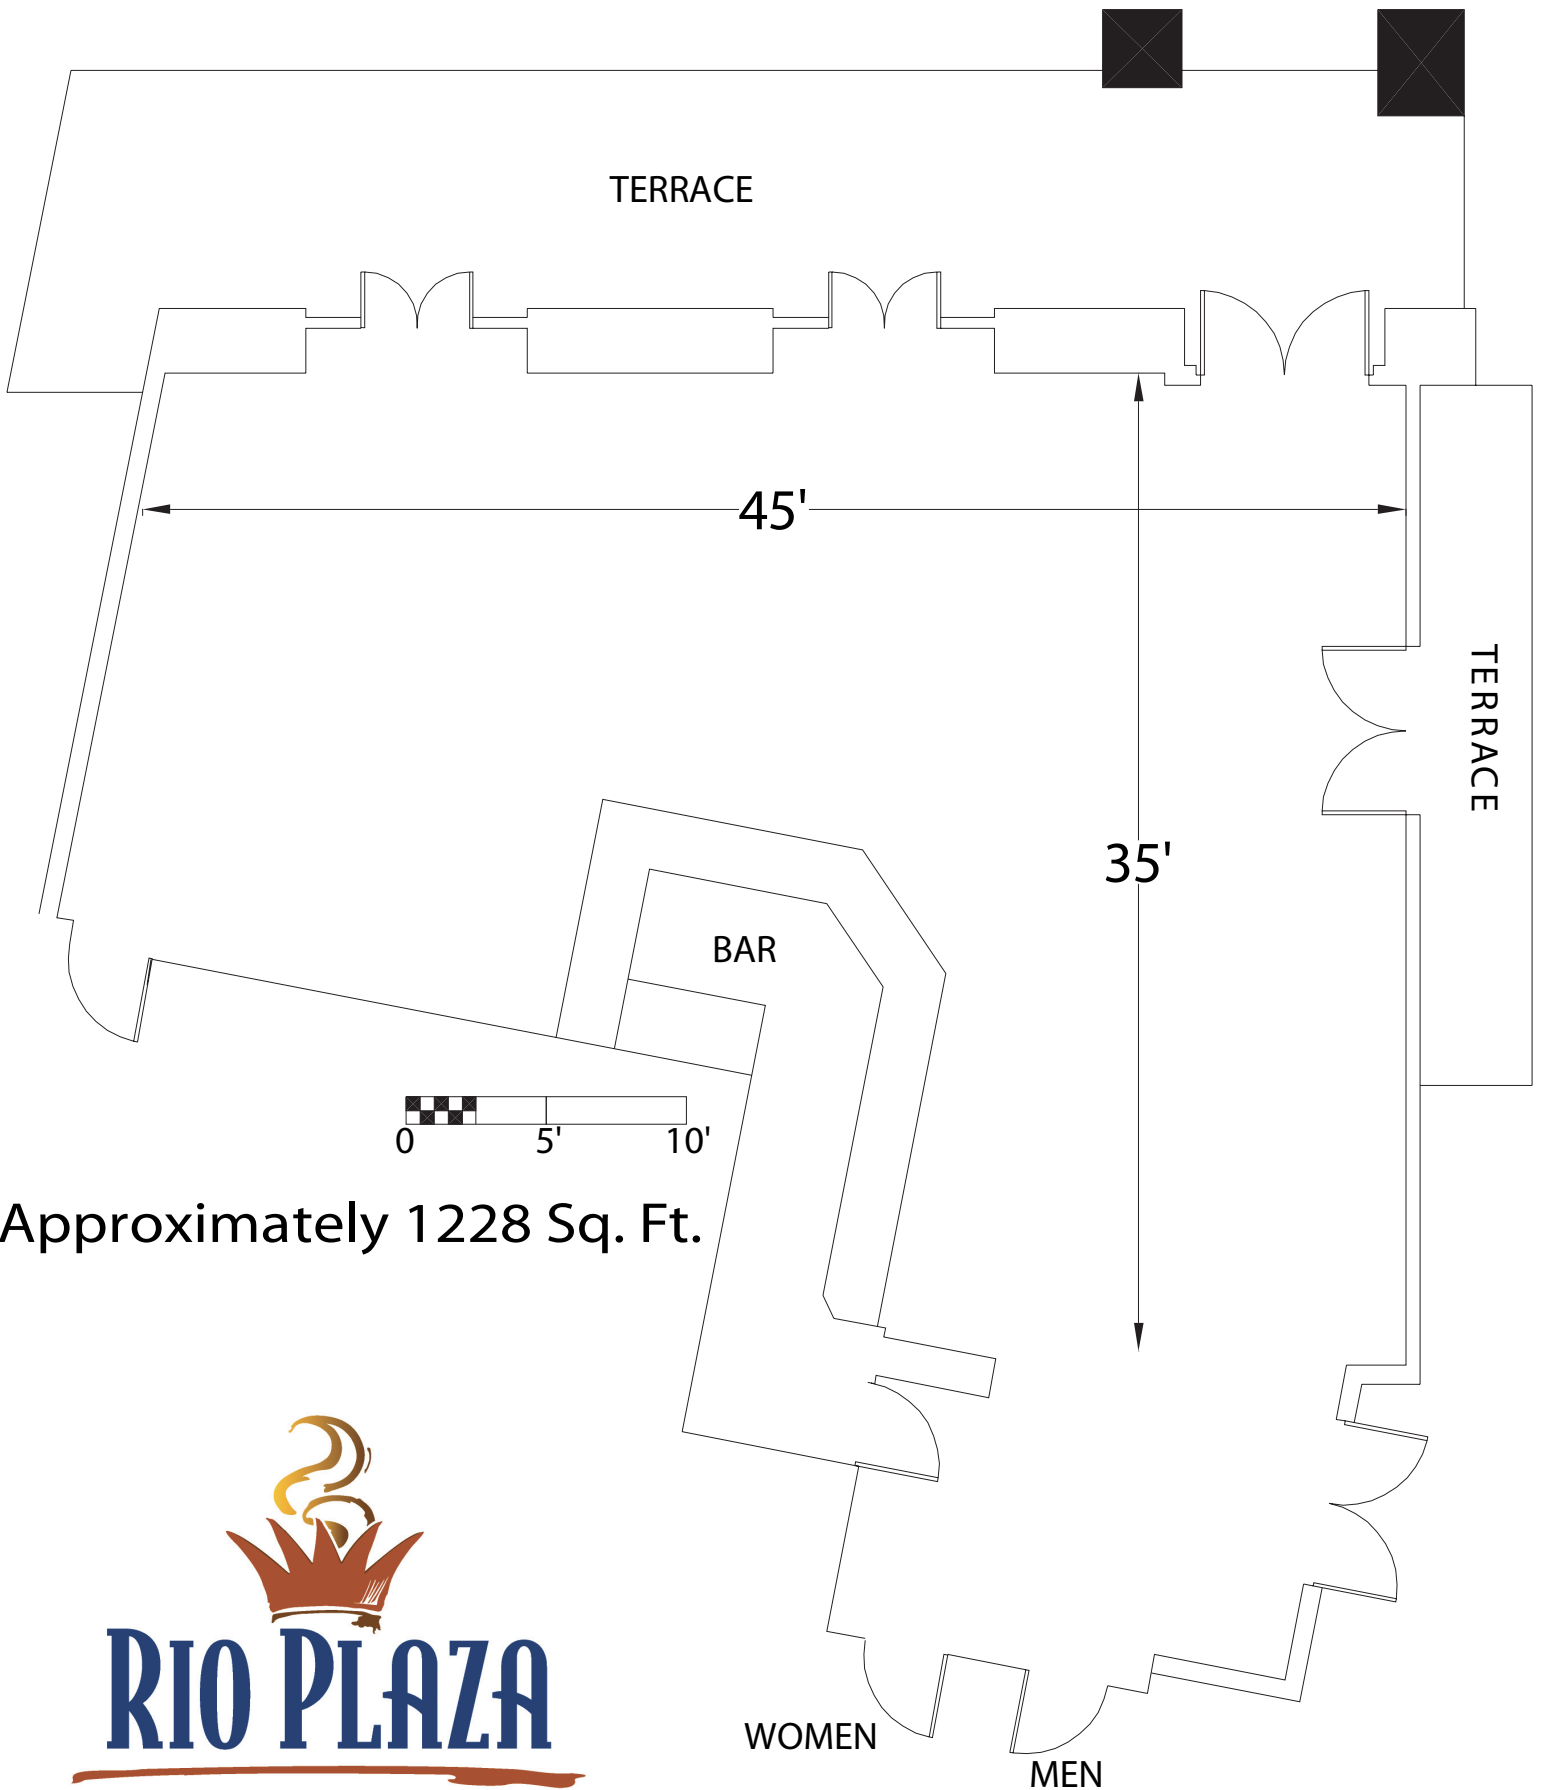 TERRACE
45'
TERRACE
35'
BAR
0 5' 10'
Approximately 1228 Sq. Ft.
RIO PLAZA
WOMEN
MEN